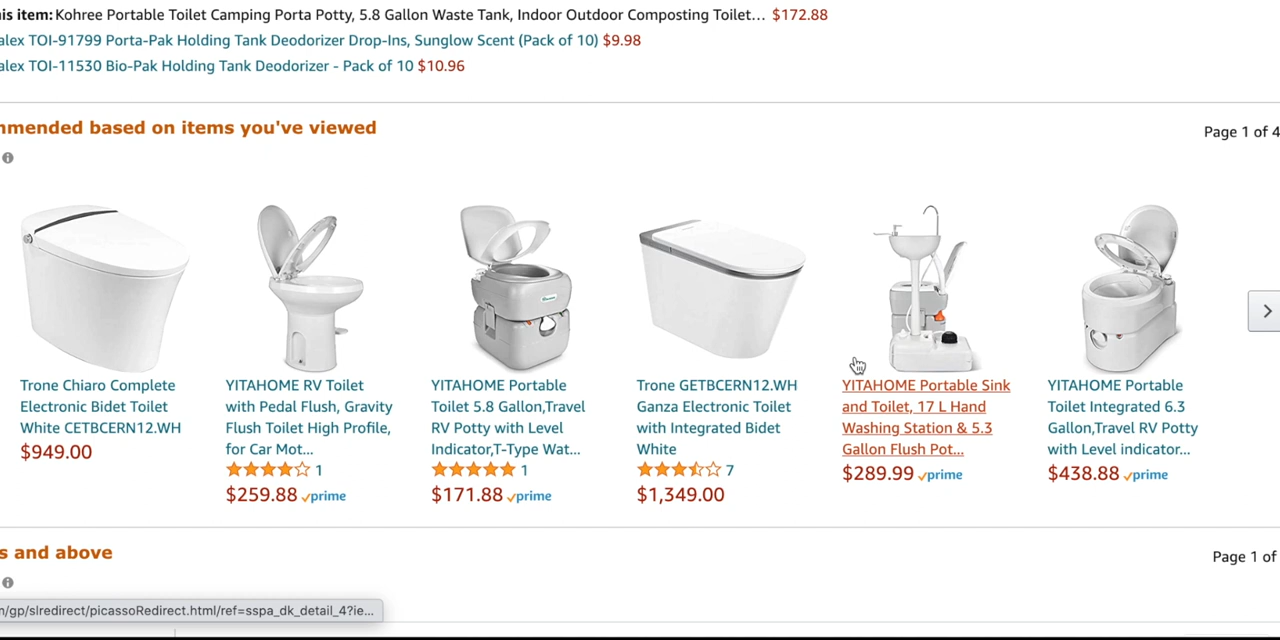 is item: Kohree Portable Toilet Camping Porta Potty, 5.8 Gallon Waste Tank, Indoor Outdoor Composting Toilet... $172.88
alex TOI-91799 Porta-Pak Holding Tank Deodorizer Drop-Ins, Sunglow Scent (Pack of 10) $9.98
alex TOI-11530 Bio-Pak Holding Tank Deodorizer - Pack of 10 $10.96
mmended based on items you've viewed
Page 1 of 4
Trone Chiaro Complete
Electronic Bidet Toilet
White CETBCERN12.WH
$949.00
YITAHOME RV Toilet
with Pedal Flush, Gravity
Flush Toilet High Profile,
for Car Mot...
1
$259.88 prime
YITAHOME Portable
Toilet 5.8 Gallon,Travel
RV Potty with Level
Indicator,T-Type Wat...
1
$171.88 prime
Trone GETBCERN12.WH
Ganza Electronic Toilet
with Integrated Bidet
White
7
$1,349.00
YITAHOME Portable Sink
and Toilet, 17 L Hand
Washing Station & 5.3
Gallon Flush Pot...
$289.99 prime
YITAHOME Portable
Toilet Integrated 6.3
Gallon,Travel RV Potty
with Level indicator...
$438.88 prime
s and above
Page 1 of
m/gp/slredirect/picassoRedirect.html/ref=sspa_dk_detail_4?ie...